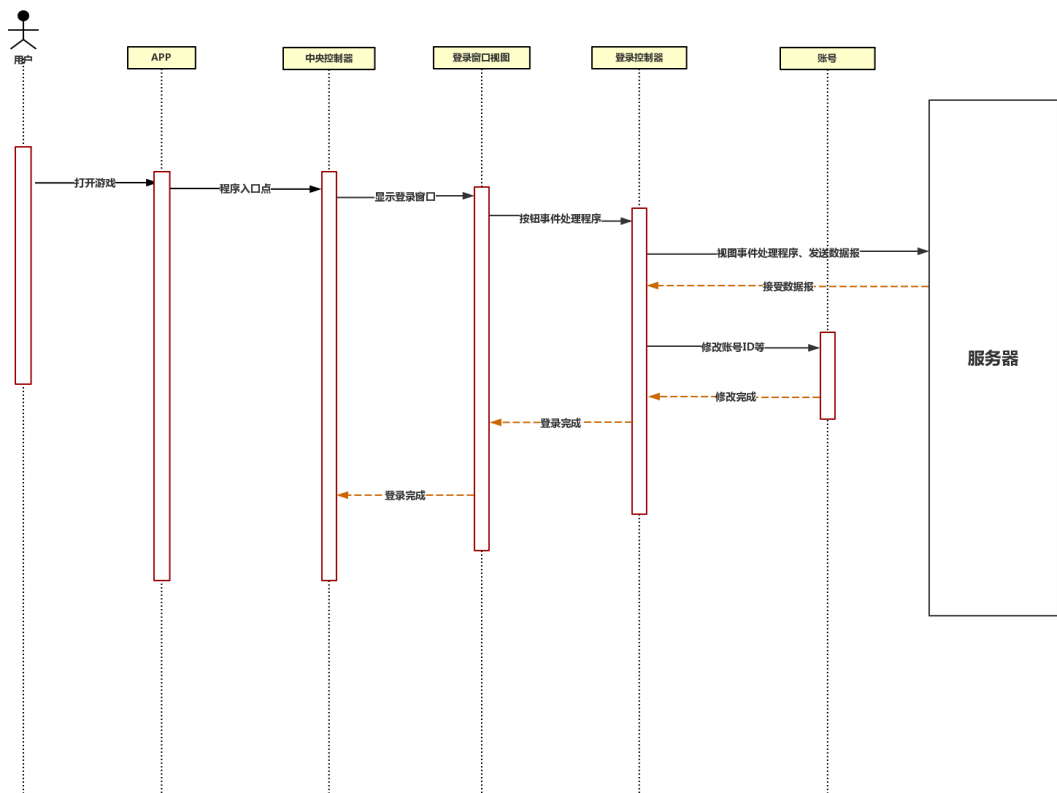 用户
APP
中央控制器
登录窗口视图
登录控制器
账号
打开游戏
程序入口点
显示登录窗口
按钮事件处理程序
视图事件处理程序、发送数据报
接受数据报
服务器
修改账号ID等
修改完成
登录完成
登录完成